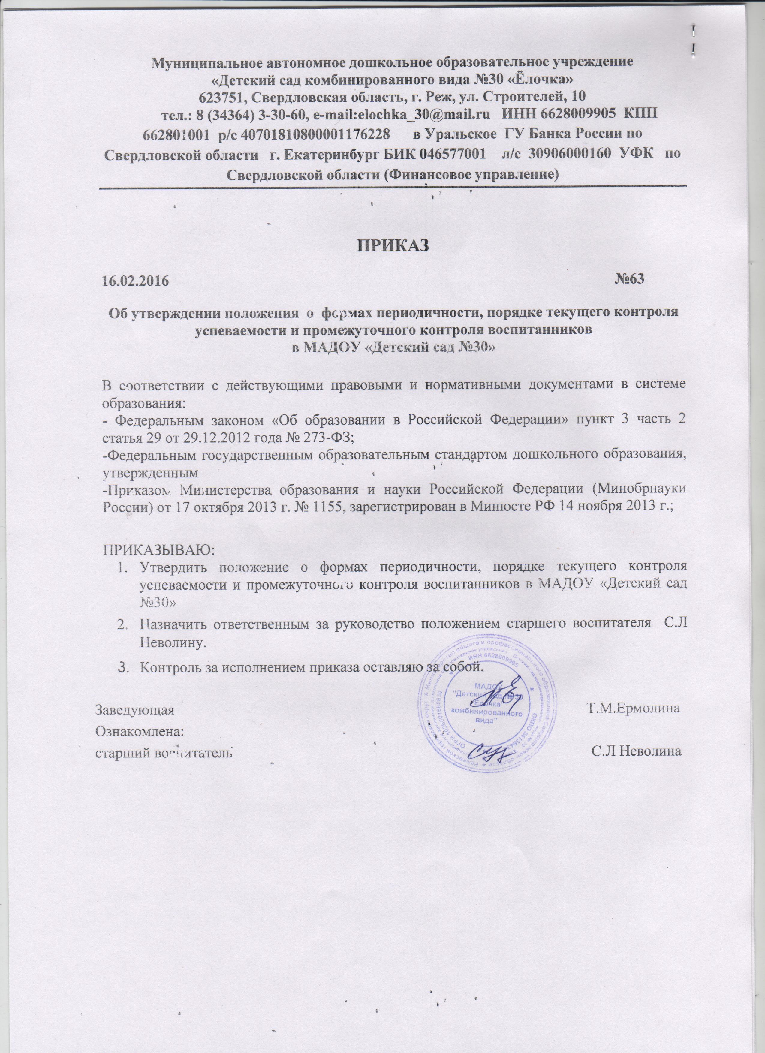 Муниципальное автономное дошкольное образовательное учреждение
«Детский сад комбинированного вида №30 «Ёлочка»
623751, Свердловская область, г. Реж, ул. Строителей, 10
тел.: 8 (34364) 3-30-60, e-mail:elochka_30@mail.ru ИНН 6628009905 КПП
662801001 р/с 40701810800001176228 в Уральское ГУ Банка России по
Свердловской области г. Екатеринбург БИК 046577001 л/с 30906000160 УФК по
Свердловской области (Финансовое управление)
ПРИКАЗ
16.02.2016 №63
Об утверждении положения о формах периодичности, порядке текущего контроля
успеваемости и промежуточного контроля воспитанников
в МАДОУ «Детский сад №30»
В соответствии с действующими правовыми и нормативными документами в системе
образования:
- Федеральным законом «Об образовании в Российской Федерации» пункт 3 часть 2
статья 29 от 29.12.2012 года № 273-ФЗ;
-Федеральным государственным образовательным стандартом дошкольного образования,
утвержденным
-Приказом Министерства образования и науки Российской Федерации (Минобрнауки
России) от 17 октября 2013 г. № 1155, зарегистрирован в Минюсте РФ 14 ноября 2013 г.;
ПРИКАЗЫВАЮ:
1. Утвердить положение о формах периодичности, порядке текущего контроля
успеваемости и промежуточного контроля воспитанников в МАДОУ «Детский сад
№30»
2. Назначить ответственным за руководство положением старшего воспитателя С.Л
Неволину.
3. Контроль за исполнением приказа оставляю за собой.
МАДОУ
"Детский
комбинированного
вида"
Заведующая Т.М.Ермолина
Ознакомлена:
старший воспитатель С.Л Неволина